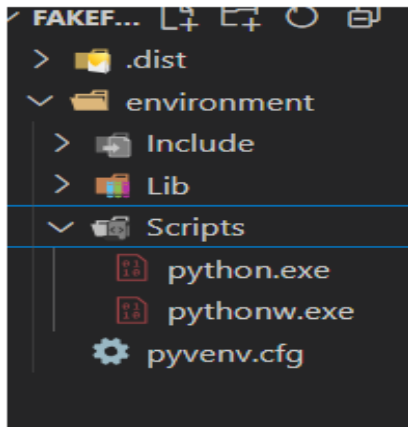 FAKEF...
.dist
environment
Include
Lib
Scripts
python.exe
pythonw.exe
pyvenv.cfg